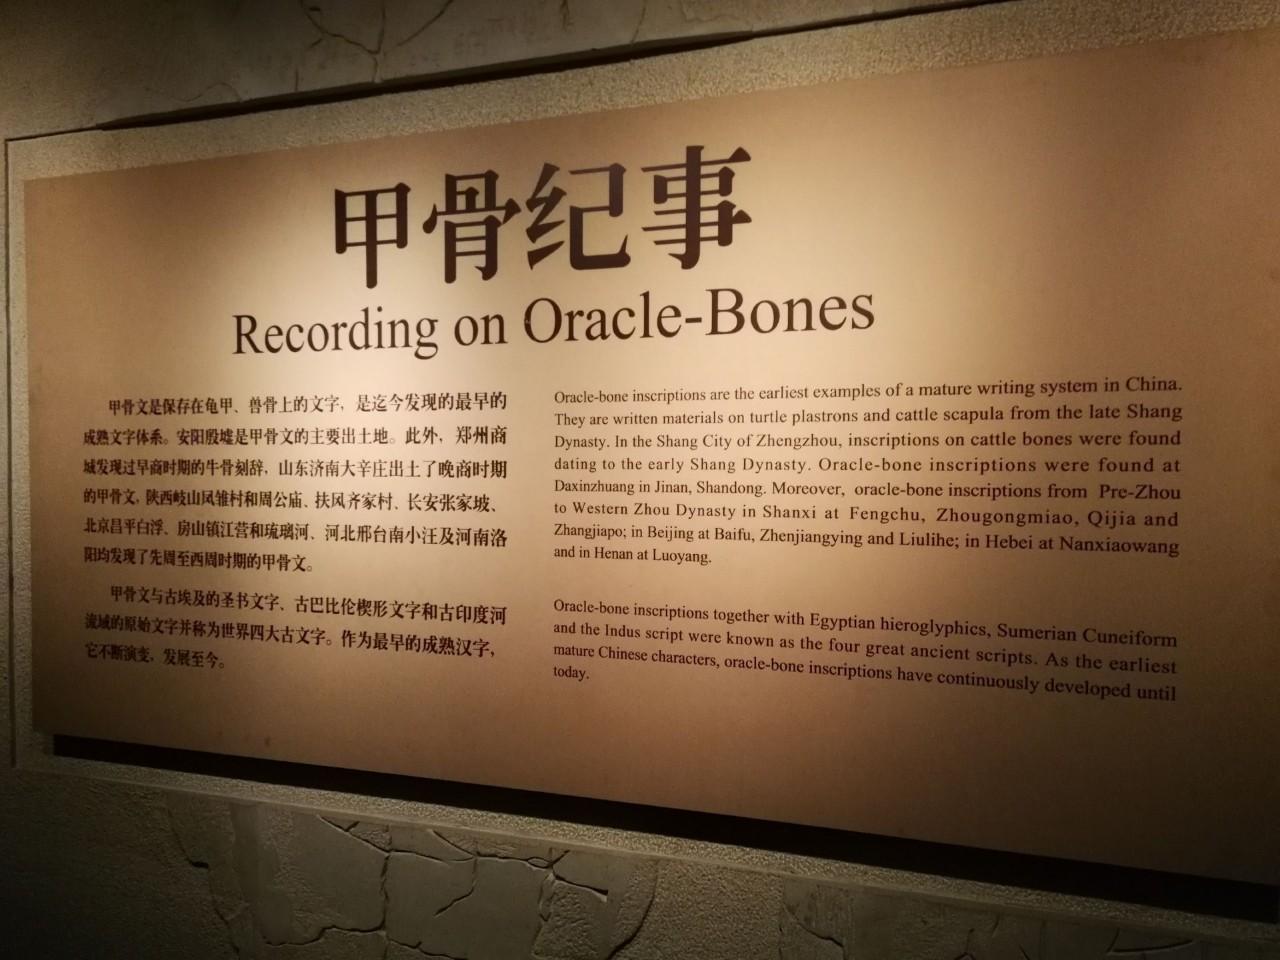 甲骨纪事
Recording on Oracle-Bones
甲骨文是保存在龟甲、兽骨上的文字，是迄今发现的最早的
成熟文字体系。安阳殷墟是甲骨文的主要出土地。此外，郑州商
城发现过早商时期的牛骨刻辞，山东济南大辛庄出土了晚商时期
的甲骨文，陕西岐山凤雏村和周公庙、扶风齐家村、长安张家坡、
北京昌平白浮、房山镇江营和琉璃河、河北邢台南小汪及河南洛
阳均发现了先周至西周时期的甲骨文。
甲骨文与古埃及的圣书文字、古巴比伦楔形文字和古印度河
流域的原始文字并称为世界四大古文字。作为最早的成熟汉字，
它不断演变，发展至今。
Oracle-bone inscriptions are the earliest examples of a mature writing system in China.
They are written materials on turtle plastrons and cattle scapula from the late Shang
Dynasty. In the Shang City of Zhengzhou, inscriptions on cattle bones were found
dating to the early Shang Dynasty. Oracle-bone inscriptions were found at
Daxinzhuang in Jinan, Shandong. Moreover, oracle-bone inscriptions from Pre-Zhou
to Western Zhou Dynasty in Shanxi at Fengchu, Zhougongmiao, Qijia and
Zhangjiapo; in Beijing at Baifu, Zhenjiangying and Liulihe; in Hebei at Nanxiaowang
and in Henan at Luoyang.
Oracle-bone inscriptions together with Egyptian hieroglyphics, Sumerian Cuneiform
and the Indus script were known as the four great ancient scripts. As the earliest
mature Chinese characters, oracle-bone inscriptions have continuously developed until
today.